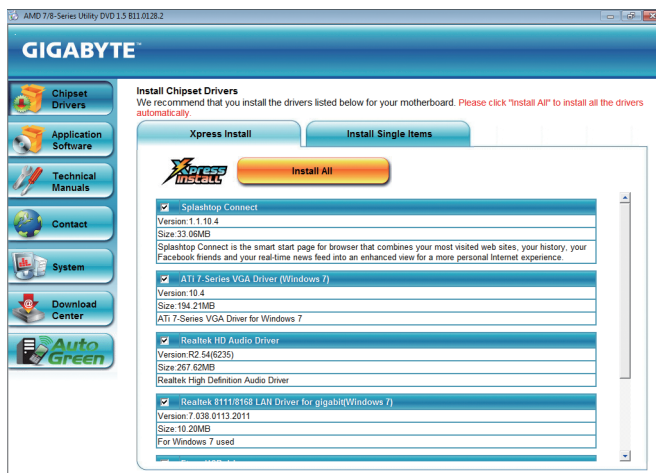 AMD 7/8-Series Utility DVD 1.5 B11.0128.2
GIGABYTE™
Chipset
Drivers
Application
Software
Technical
Manuals
Contact
System
Download
Center
Auto
Green
Install Chipset Drivers
We recommend that you install the drivers listed below for your motherboard. Please click "Install All" to install all the drivers
automatically.
Xpress Install
Install Single Items
Xpress
Install
Install All
Splashtop Connect
Version:1.1.10.4
Size:33.06MB
Splashtop Connect is the smart start page for browser that combines your most visited web sites, your history, your
Facebook friends and your real-time news feed into an enhanced view for a more personal Internet experience.
ATi 7-Series VGA Driver (Windows 7)
Version:10.4
Size:194.21MB
ATi 7-Series VGA Driver for Windows 7
Realtek HD Audio Driver
Version:R2.54(6235)
Size:267.62MB
Realtek High Definition Audio Driver
Realtek 8111/8168 LAN Driver for gigabit(Windows 7)
Version:7.038.0113.2011
Size:10.20MB
For Windows 7 used